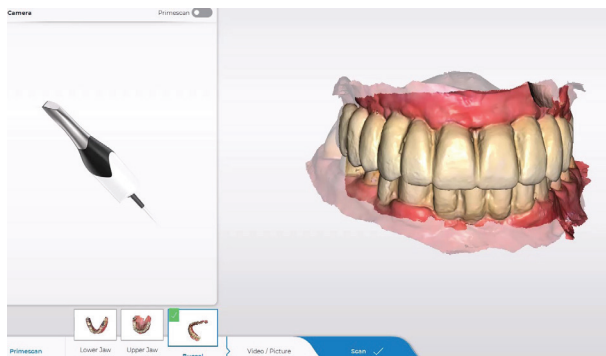 Camera
Primescan
Primescan
Lower Jaw
Upper Jaw
Video / Picture
Scan